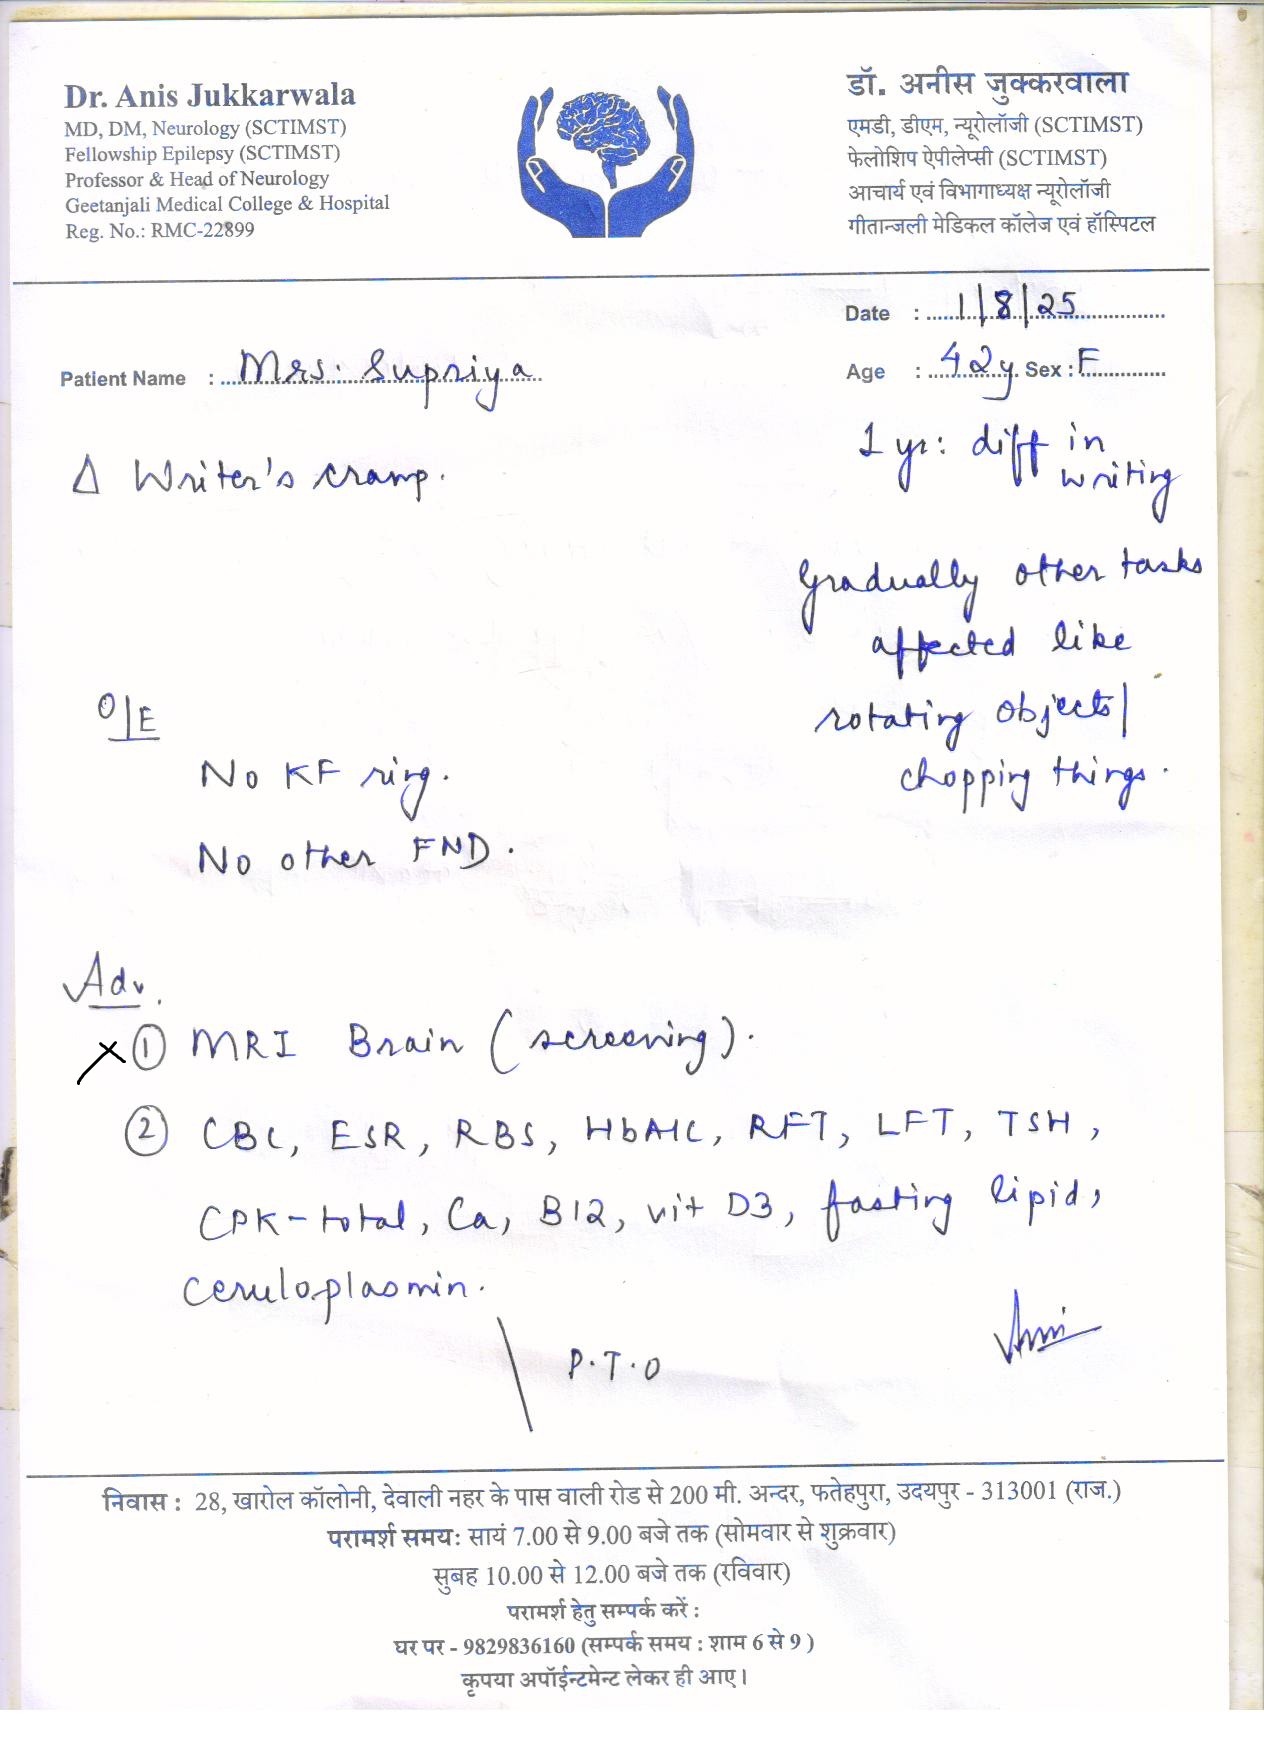 Dr. Anis Jukkarwala
MD, DM, Neurology (SCTIMST)
Fellowship Epilepsy (SCTIMST)
Professor & Head of Neurology
Geetanjali Medical College & Hospital
Reg. No.: RMC-22899
डॉ. अनीस जुक्करवाला
एमडी, डीएम, न्यूरोलॉजी (SCTIMST)
फेलोशिप ऐपीलेप्सी (SCTIMST)
आचार्य एवं विभागाध्यक्ष न्यूरोलॉजी
गीतान्जली मेडिकल कॉलेज एवं हॉस्पिटल
Date : 1/8/25
Patient Name : Mrs. Supriya
Age : 42y Sex : F
Δ Writer's cramp.
1 yr: diff in
writing
Gradually other tasks
affected like
rotating objects/
chopping things.
O/E
No KF ring.
No other FND.
Adv.
X ① MRI Brain (screening).
② CBC, ESR, RBS, HbA1C, RFT, LFT, TSH,
CPK-total, Ca, B12, vit D3, fasting lipid,
ceruloplasmin.
P.T.O
निवास : 28, खारोल कॉलोनी, देवाली नहर के पास वाली रोड से 200 मी. अन्दर, फतेहपुरा, उदयपुर - 313001 (राज.)
परामर्श समय: सायं 7.00 से 9.00 बजे तक (सोमवार से शुक्रवार)
सुबह 10.00 से 12.00 बजे तक (रविवार)
परामर्श हेतु सम्पर्क करें :
घर पर - 9829836160 (सम्पर्क समय : शाम 6 से 9 )
कृपया अपॉईन्टमेन्ट लेकर ही आए।